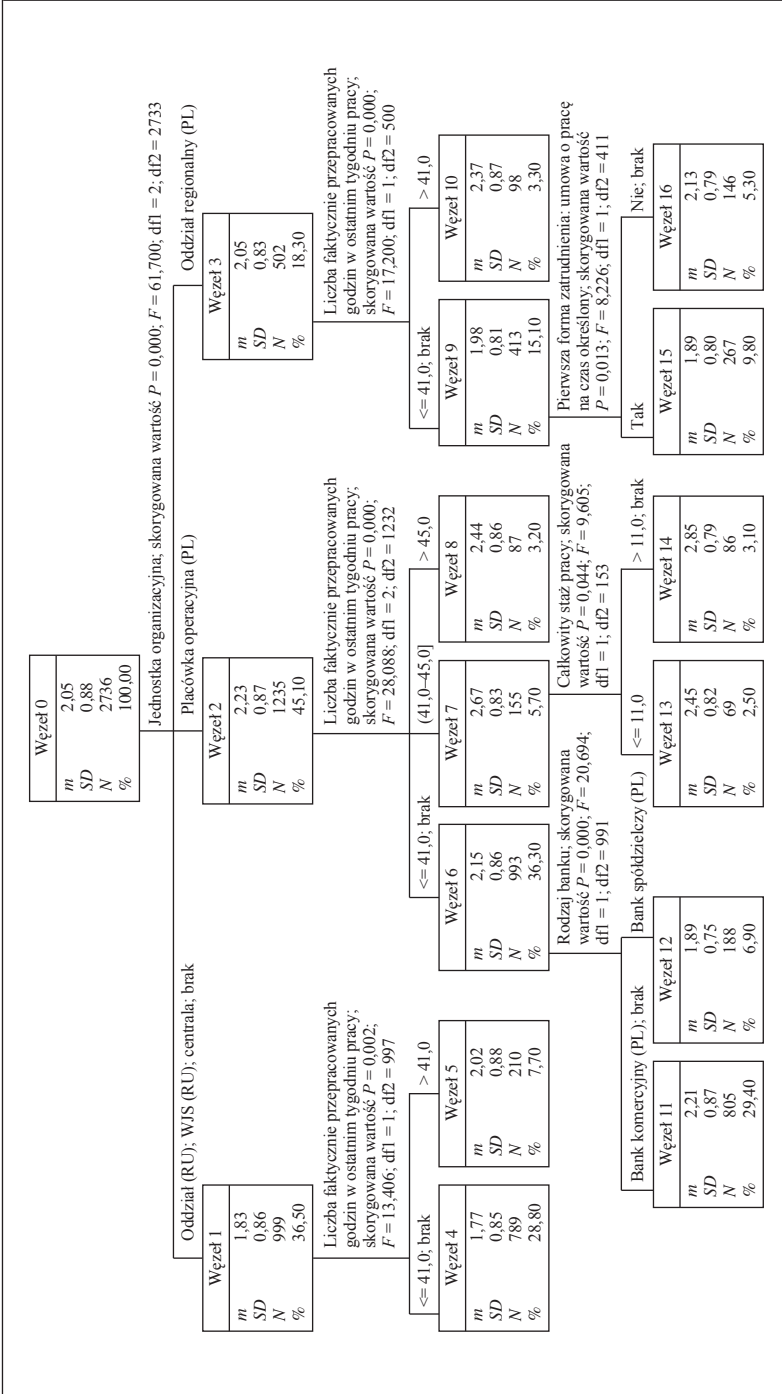 Węzeł 0
m 2,05
SD 0,88
N 2736
% 100,00
Jednostka organizacyjna; skorygowana wartość P = 0,000; F = 61,700; df1 = 2; df2 = 2733
Oddział (RU); WJS (RU); centrala; brak
Placówka operacyjna (PL)
Oddział regionalny (PL)
Węzeł 1
m 1,83
SD 0,86
N 999
% 36,50
Węzeł 2
m 2,23
SD 0,87
N 1235
% 45,10
Węzeł 3
m 2,05
SD 0,83
N 502
% 18,30
Liczba faktycznie przepracowanych
godzin w ostatnim tygodniu pracy;
skorygowana wartość P = 0,002;
F = 13,406; df1 = 1; df2 = 997
Liczba faktycznie przepracowanych
godzin w ostatnim tygodniu pracy;
skorygowana wartość P = 0,000;
F = 28,088; df1 = 2; df2 = 1232
Liczba faktycznie przepracowanych
godzin w ostatnim tygodniu pracy;
skorygowana wartość P = 0,000;
F = 17,200; df1 = 1; df2 = 500
<= 41,0; brak
> 41,0
<= 41,0; brak
(41,0–45,0]
> 45,0
<= 41,0; brak
> 41,0
Węzeł 4
m 1,77
SD 0,85
N 789
% 28,80
Węzeł 5
m 2,02
SD 0,88
N 210
% 7,70
Węzeł 6
m 2,15
SD 0,86
N 993
% 36,30
Węzeł 7
m 2,67
SD 0,83
N 155
% 5,70
Węzeł 8
m 2,44
SD 0,86
N 87
% 3,20
Węzeł 9
m 1,98
SD 0,81
N 413
% 15,10
Węzeł 10
m 2,37
SD 0,87
N 98
% 3,30
Rodzaj banku; skorygowana
wartość P = 0,000; F = 20,694;
df1 = 1; df2 = 991
Całkowity staż pracy; skorygowana
wartość P = 0,044; F = 9,605;
df1 = 1; df2 = 153
Pierwsza forma zatrudnienia: umowa o pracę
na czas określony; skorygowana wartość
P = 0,013; F = 8,226; df1 = 1; df2 = 411
Bank komercyjny (PL); brak
Bank spółdzielczy (PL)
<= 11,0
> 11,0; brak
Tak
Nie; brak
Węzeł 11
m 2,21
SD 0,87
N 805
% 29,40
Węzeł 12
m 1,89
SD 0,75
N 188
% 6,90
Węzeł 13
m 2,45
SD 0,82
N 69
% 2,50
Węzeł 14
m 2,85
SD 0,79
N 86
% 3,10
Węzeł 15
m 1,89
SD 0,80
N 267
% 9,80
Węzeł 16
m 2,13
SD 0,79
N 146
% 5,30